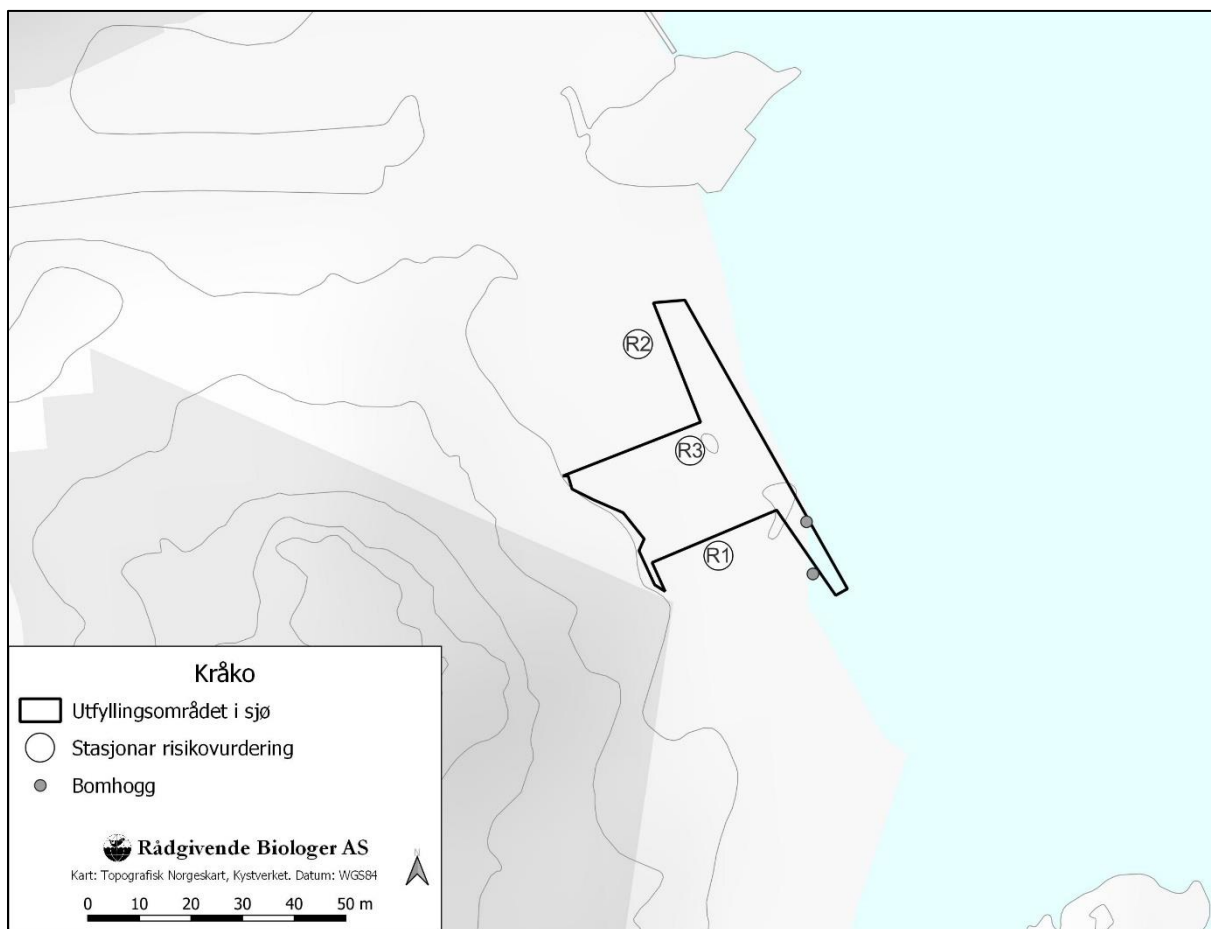 R2
R3
R1
Kråko
Utfyllingsområdet i sjø
Stasjonar risikovurdering
Bomhogg
Rådgivende Biologer AS
N
Kart: Topografisk Norgeskart, Kystverket. Datum: WGS84
0 10 20 30 40 50 m